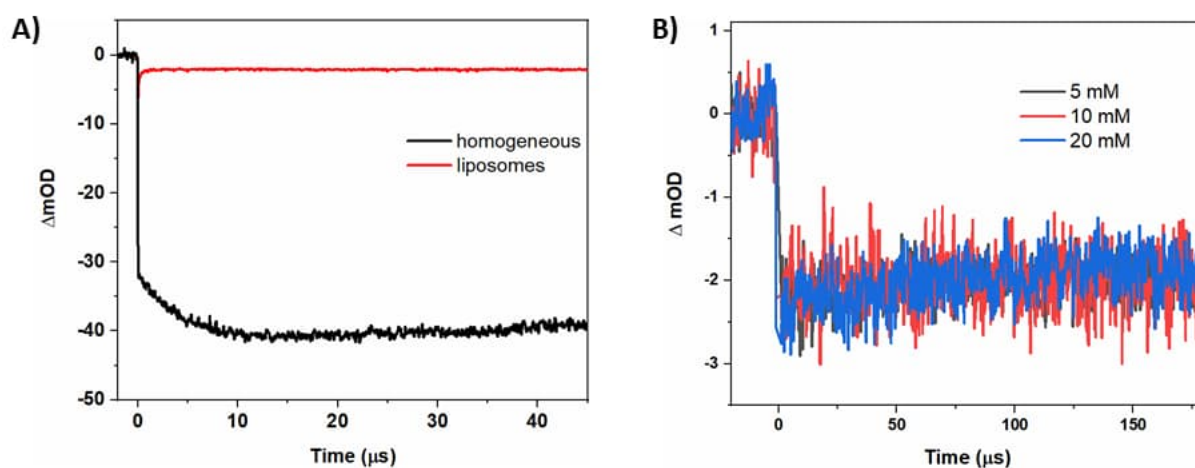 A)
0
-10
-20
-30
-40
-50
ΔmOD
homogeneous
liposomes
0 10 20 30 40
Time (μs)
B)
1
0
-1
-2
-3
Δ mOD
5 mM
10 mM
20 mM
0 50 100 150
Time (μs)